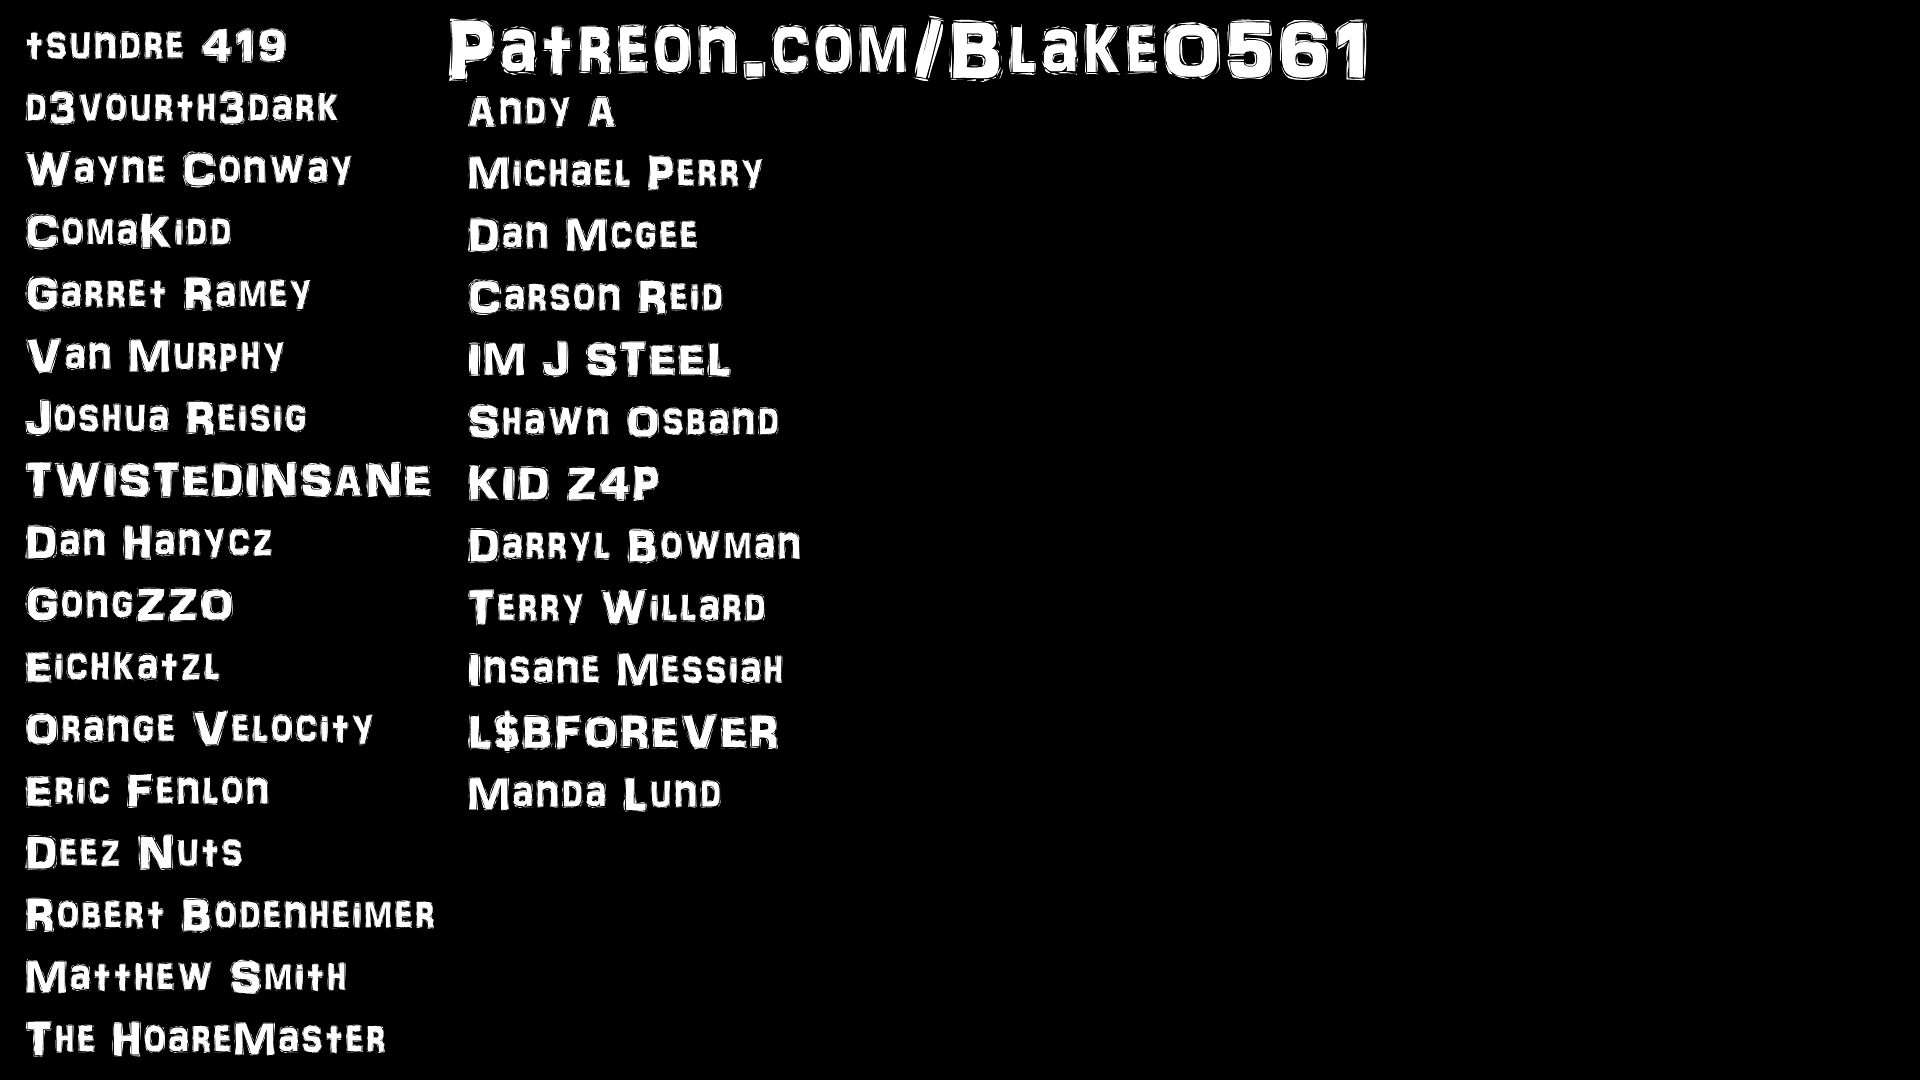 tsundre 419
Patreon.com/Blake0561
d3vourth3dark
Wayne Conway
ComaKidd
Garret Ramey
Van Murphy
Joshua Reisig
TWISTEDINSANE
Dan Hanycz
GongZZO
Eichkatzl
Orange Velocity
Eric Fenlon
Deez Nuts
Robert Bodenheimer
Matthew Smith
The HoareMaster
Andy A
Michael Perry
Dan Mcgee
Carson Reid
IM J STEEL
Shawn Osband
KID Z4P
Darryl Bowman
Terry Willard
Insane Messiah
L$BFOREVER
Manda Lund